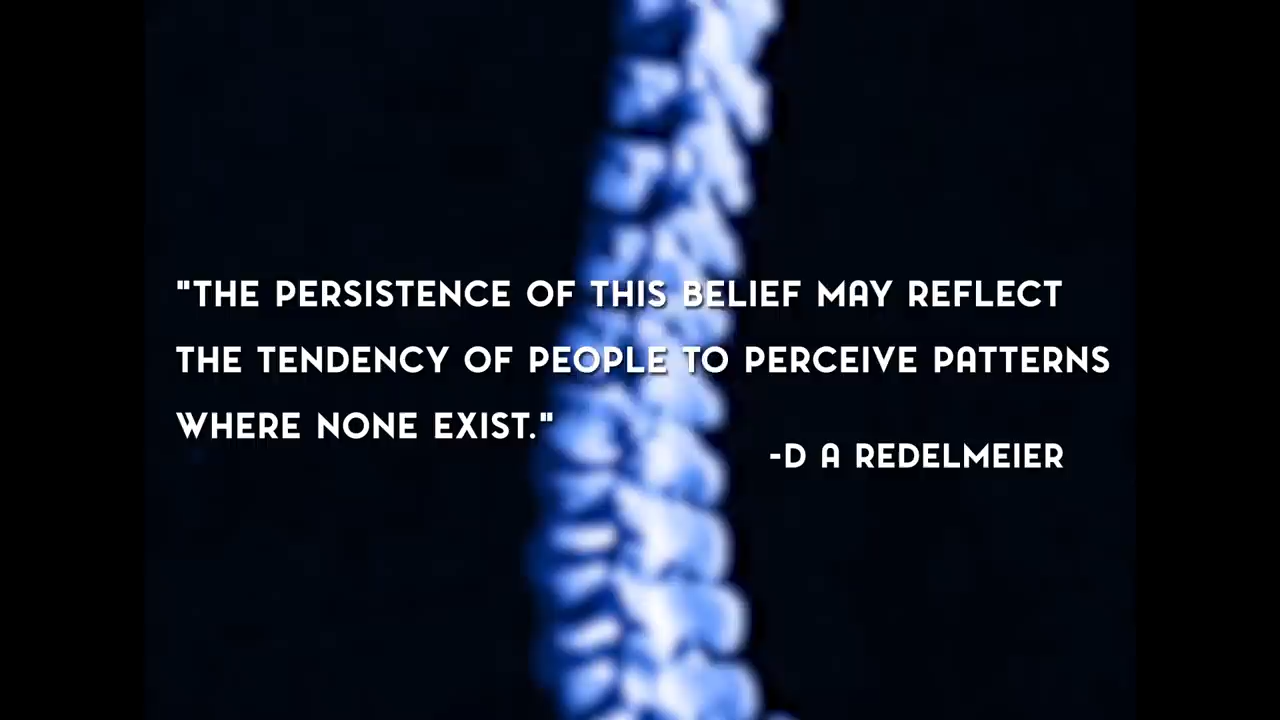 "THE PERSISTENCE OF THIS BELIEF MAY REFLECT
THE TENDENCY OF PEOPLE TO PERCEIVE PATTERNS
WHERE NONE EXIST."
-D A REDELMEIER